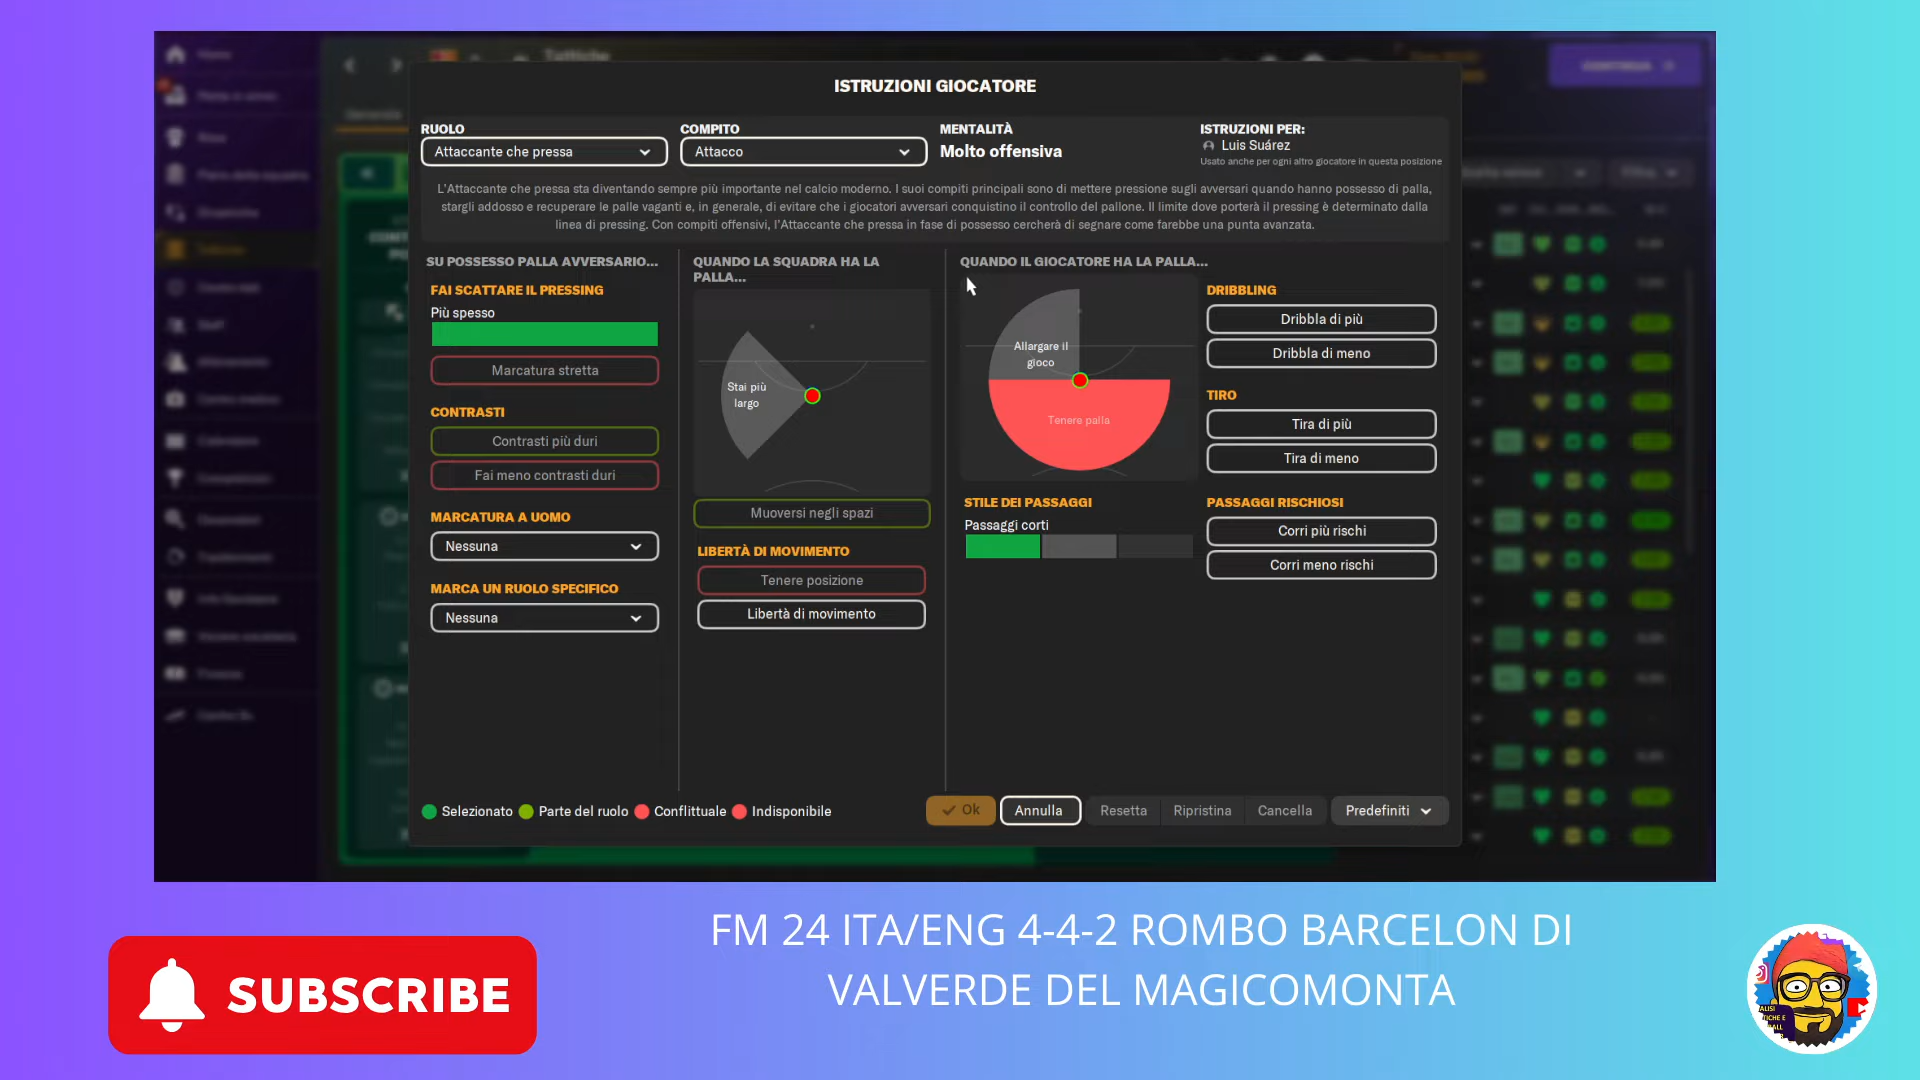 ISTRUZIONI GIOCATORE
RUOLO
Attaccante che pressa
COMPITO
Attacco
MENTALITÀ
Molto offensiva
ISTRUZIONI PER:
Luis Suárez
Usato anche per ogni altro giocatore in questa posizione
L'Attaccante che pressa sta diventando sempre più importante nel calcio moderno. I suoi compiti principali sono di mettere pressione sugli avversari quando hanno possesso di palla,
stargli addosso e recuperare le palle vaganti e, in generale, di evitare che i giocatori avversari conquistino il controllo del pallone. Il limite dove porterà il pressing è determinato dalla
linea di pressing. Con compiti offensivi, l'Attaccante che pressa in fase di possesso cercherà di segnare come farebbe una punta avanzata.
SU POSSESSO PALLA AVVERSARIO...
FAI SCATTARE IL PRESSING
Più spesso
Marcatura stretta
CONTRASTI
Contrasti più duri
Fai meno contrasti duri
MARCATURA A UOMO
Nessuna
MARCA UN RUOLO SPECIFICO
Nessuna
QUANDO LA SQUADRA HA LA
PALLA...
Stai più
largo
Muoversi negli spazi
LIBERTÀ DI MOVIMENTO
Tenere posizione
Libertà di movimento
QUANDO IL GIOCATORE HA LA PALLA...
Allargare il
gioco
Tenere palla
STILE DEI PASSAGGI
Passaggi corti
DRIBBLING
Dribbla di più
Dribbla di meno
TIRO
Tira di più
Tira di meno
PASSAGGI RISCHIOSI
Corri più rischi
Corri meno rischi
Selezionato
Parte del ruolo
Conflittuale
Indisponibile
Ok
Annulla
Resetta
Ripristina
Cancella
Predefiniti
SUBSCRIBE
FM 24 ITA/ENG 4-4-2 ROMBO BARCELON DI
VALVERDE DEL MAGICOMONTA